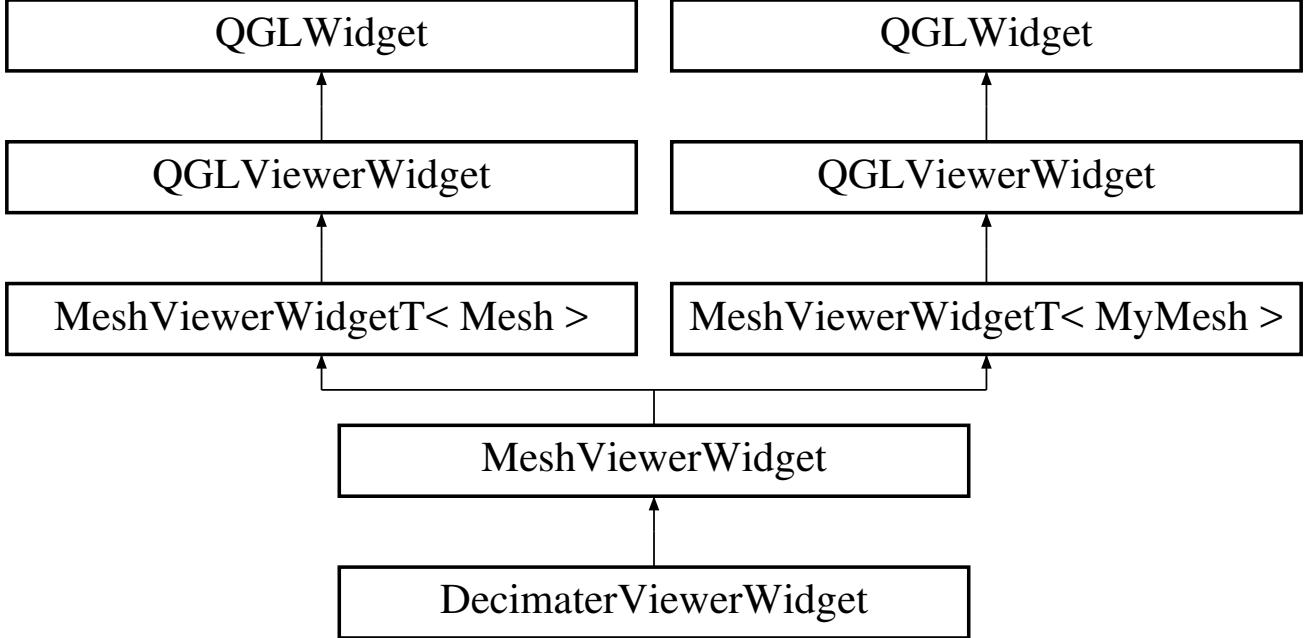 QGLWidget
QGLWidget
QGLViewerWidget
QGLViewerWidget
MeshViewerWidgetT< Mesh >
MeshViewerWidgetT< MyMesh >
MeshViewerWidget
DecimaterViewerWidget